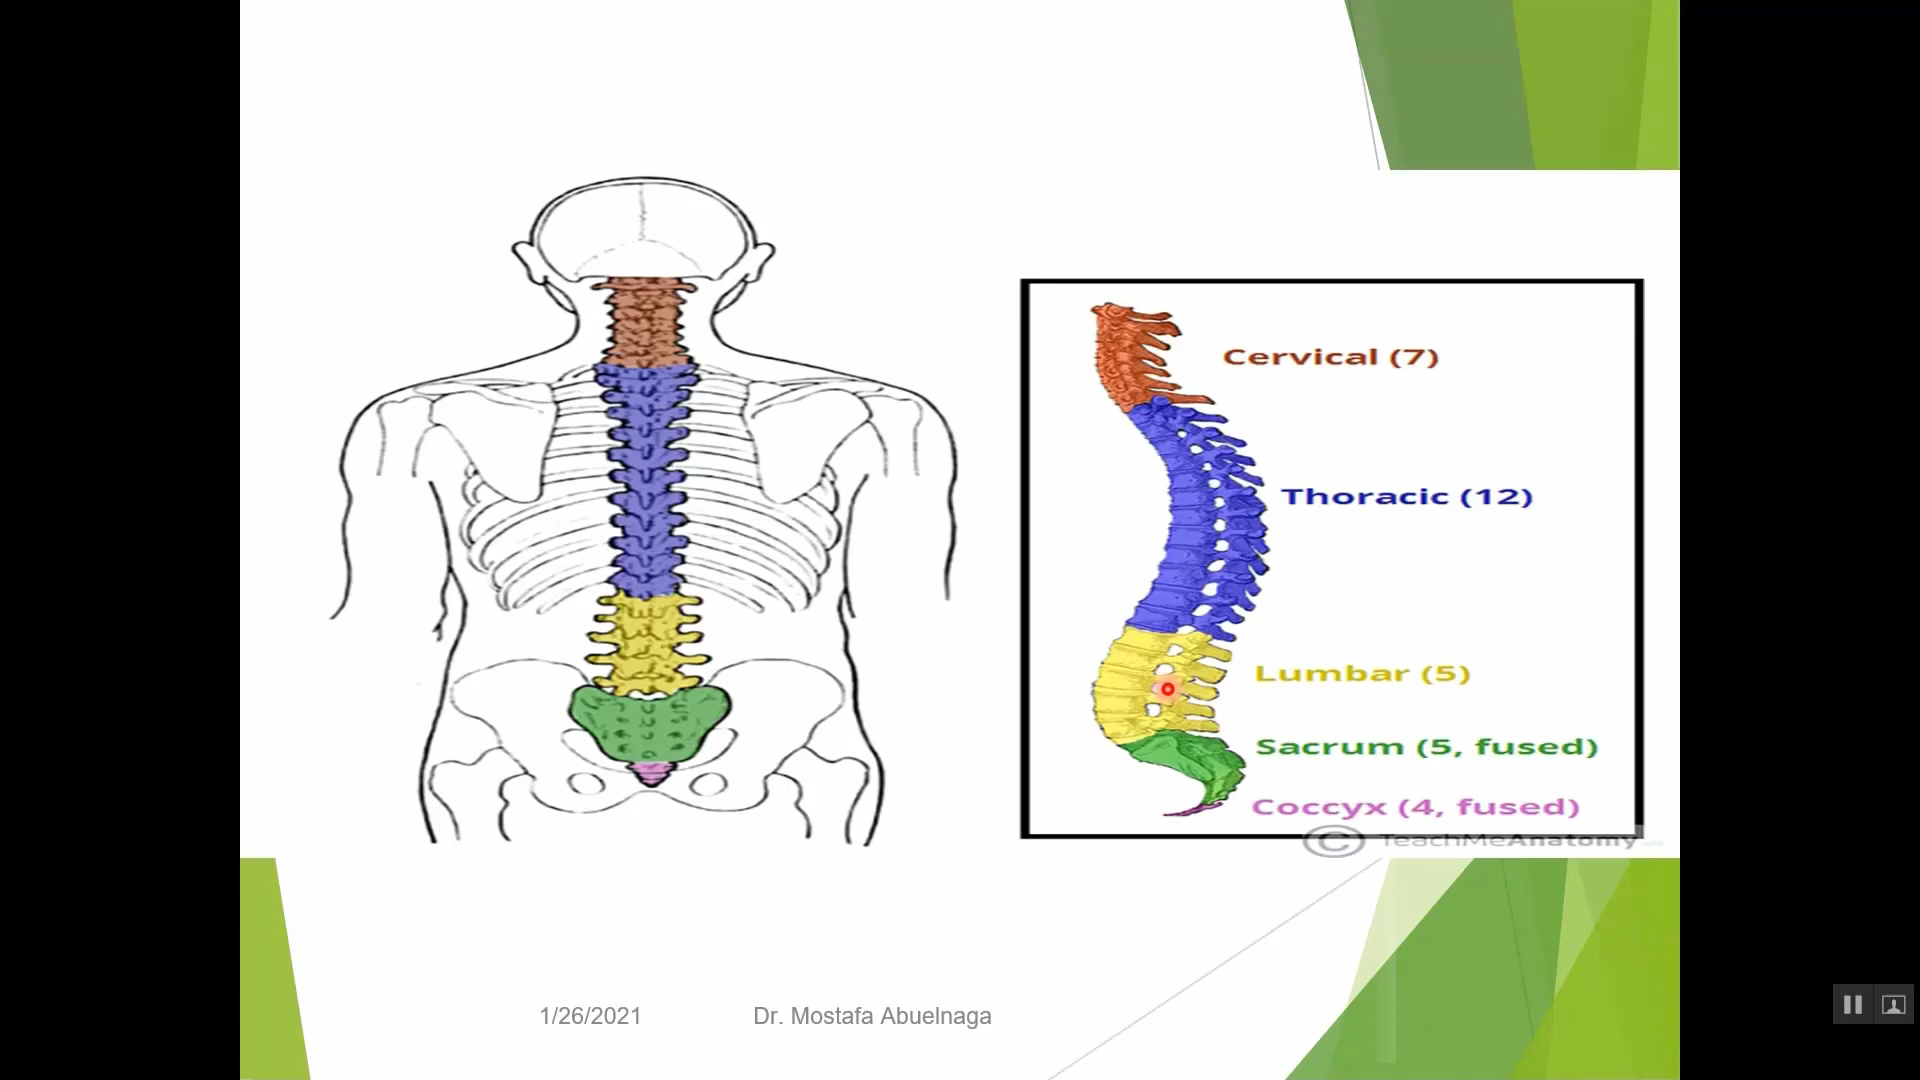 Cervical (7)
Thoracic (12)
Lumbar (5)
Sacrum (5, fused)
Coccyx (4, fused)
© TeachMeAnatomy
1/26/2021
Dr. Mostafa Abuelnaga